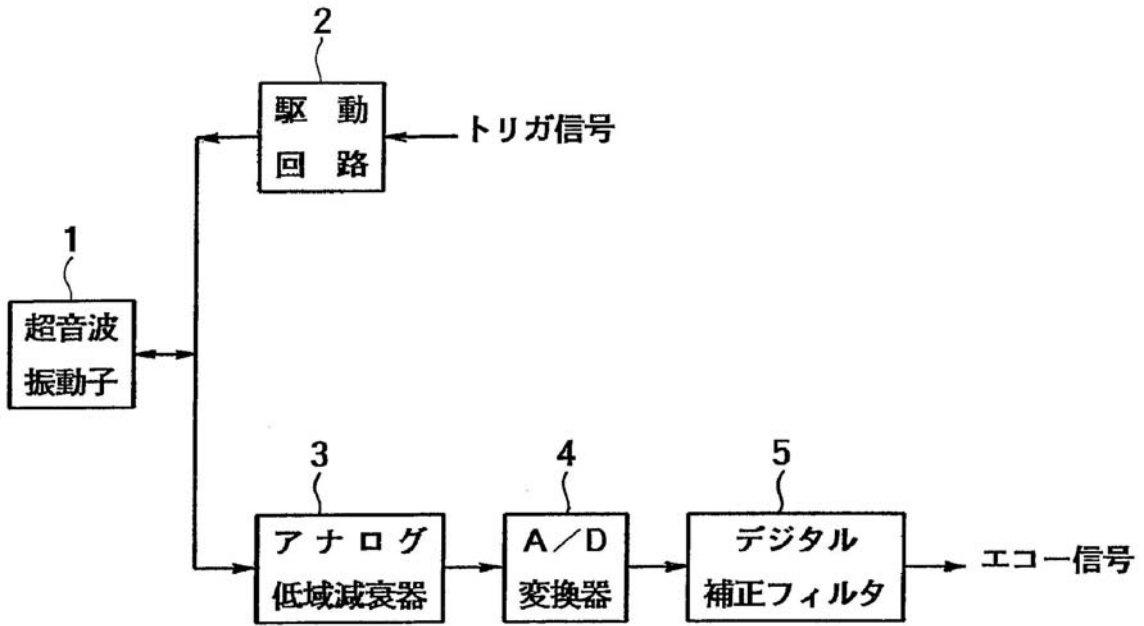 2
駆動
回路
トリガ信号
1
超音波
振動子
3
アナログ
低域減衰器
4
A/D
変換器
5
デジタル
補正フィルタ
エコー信号